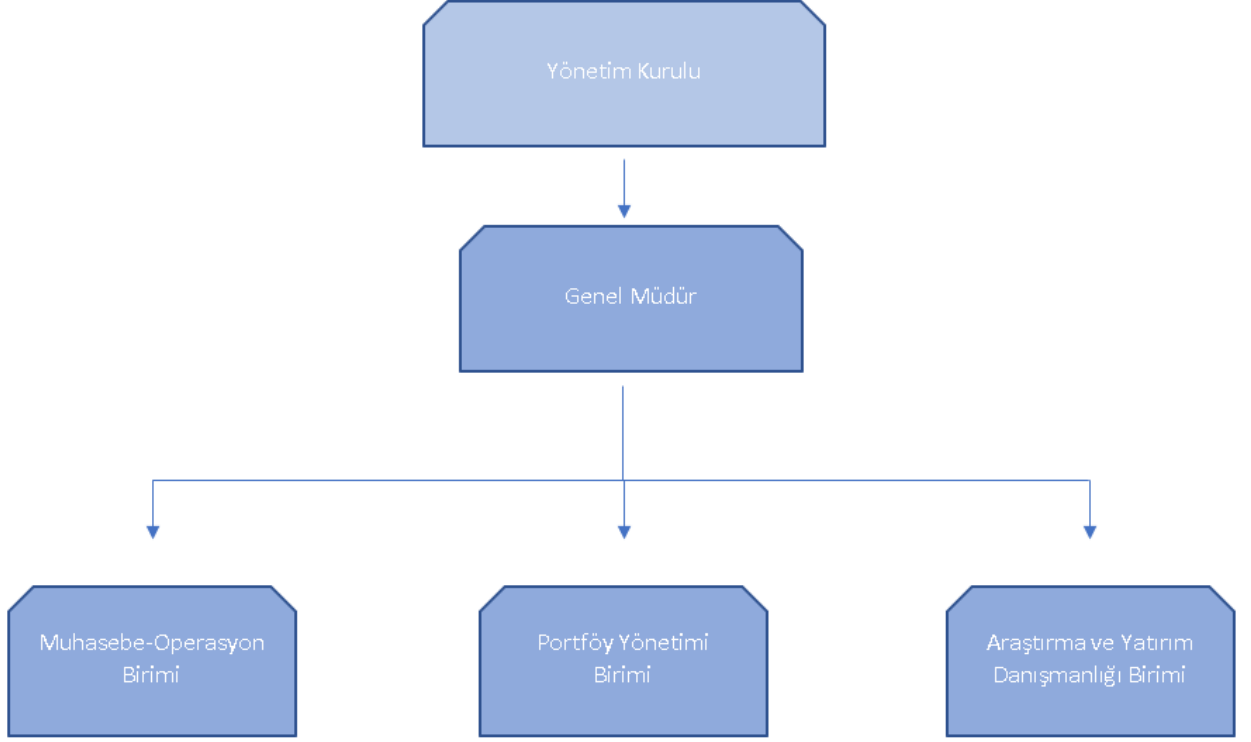 Yönetim Kurulu
Genel Müdür
Muhasebe-Operasyon
Birimi
Portföy Yönetimi
Birimi
Araştırma ve Yatırım
Danışmanlığı Birimi